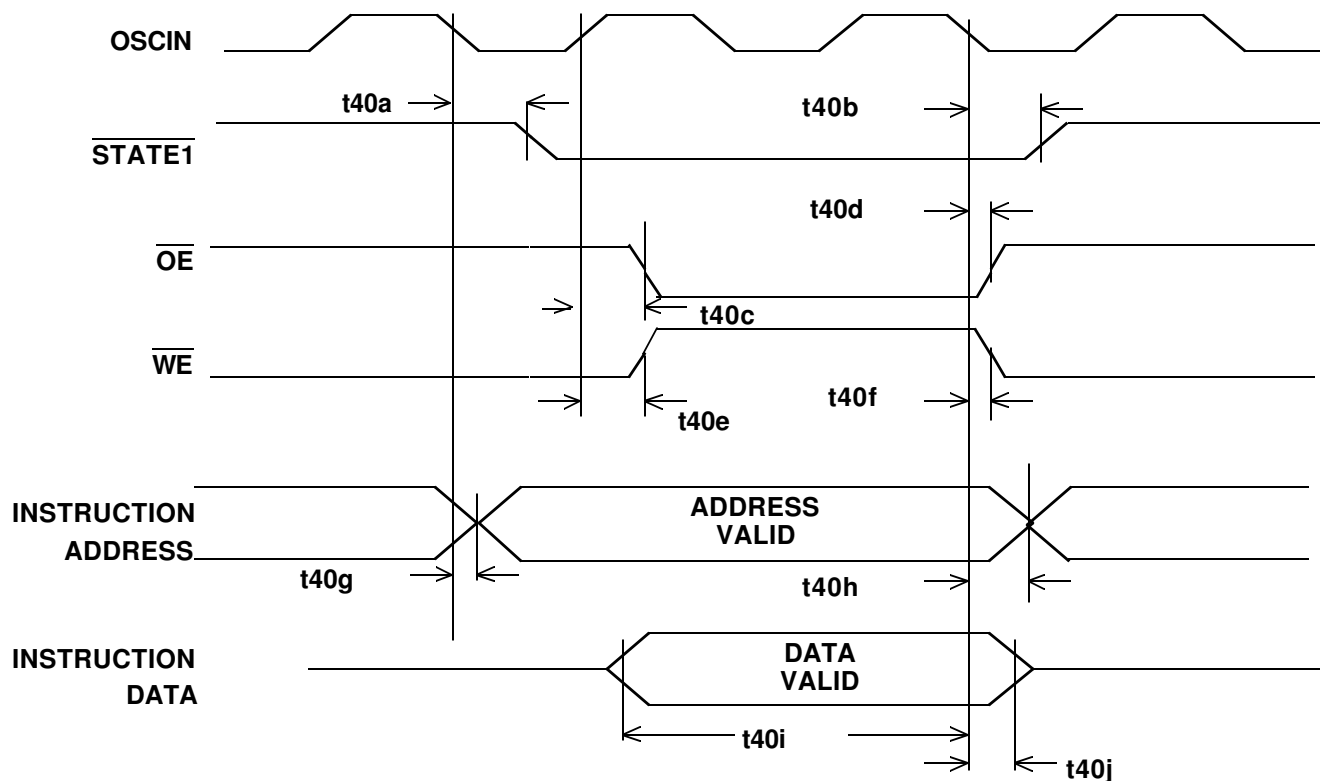 OSCIN
t40a
t40b
STATE1
t40d
OE
t40c
WE
t40f
t40e
INSTRUCTION
ADDRESS
ADDRESS
VALID
t40g
t40h
INSTRUCTION
DATA
DATA
VALID
t40i
t40j